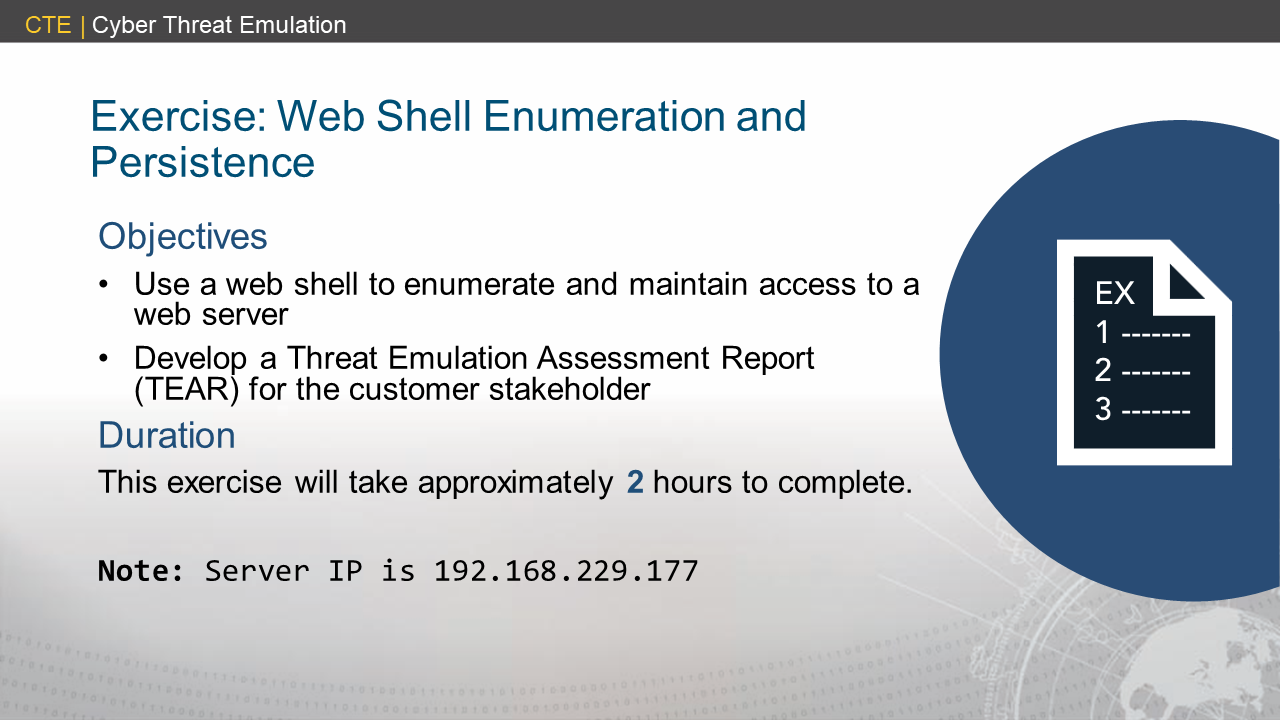 CTE | Cyber Threat Emulation
Exercise: Web Shell Enumeration and
Persistence
Objectives
• Use a web shell to enumerate and maintain access to a
web server
• Develop a Threat Emulation Assessment Report
(TEAR) for the customer stakeholder
Duration
This exercise will take approximately 2 hours to complete.
Note: Server IP is 192.168.229.177
EX
1 -------
2 -------
3 -------